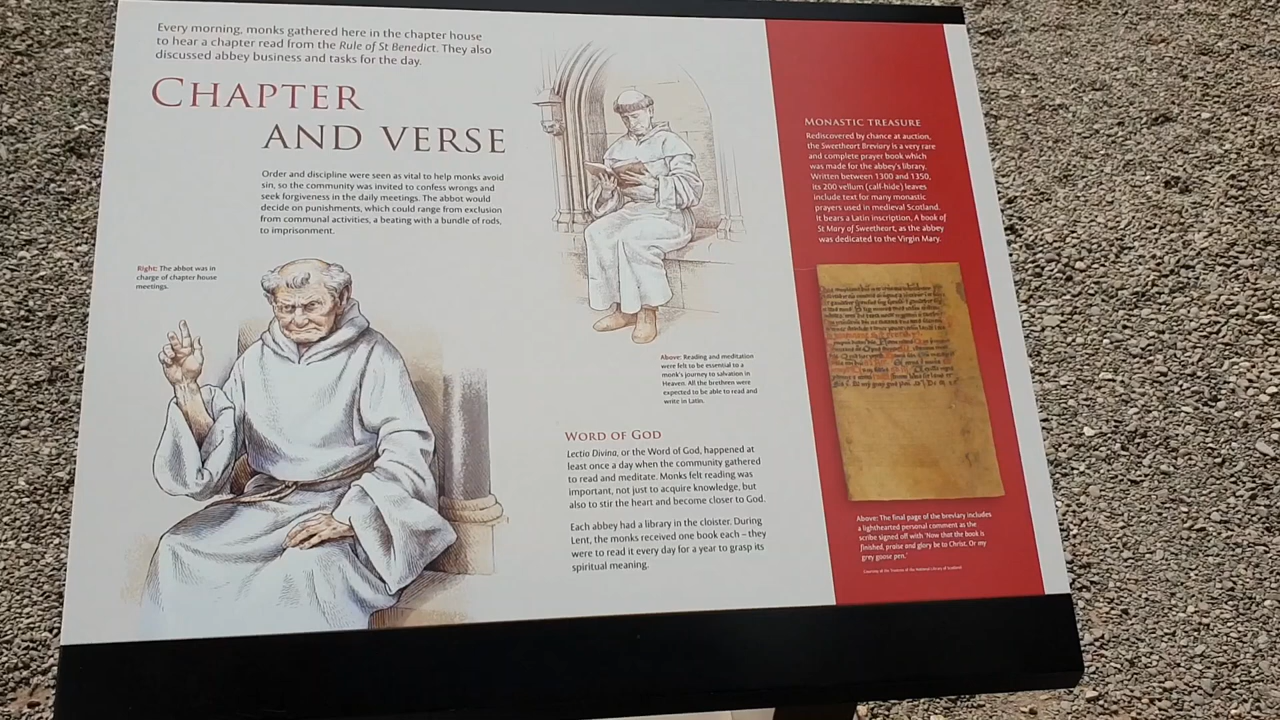 Every morning, monks gathered here in the chapter house
to hear a chapter read from the Rule of St Benedict. They also
discussed abbey business and tasks for the day.
CHAPTER
AND VERSE
Order and discipline were seen as vital to help monks avoid
sin, so the community was invited to confess wrongs and
seek forgiveness in the daily meetings. The abbot would
decide on punishments, which could range from exclusion
from communal activities, a beating with a bundle of rods,
to imprisonment.
Right: The abbot was in
charge of chapter house
meetings.
Above: Reading and meditation
were felt to be essential to a
monk's journey to salvation in
Heaven. All the brethren were
expected to be able to read and
write in Latin.
WORD OF GOD
Lectio Divina, or the Word of God, happened at
least once a day when the community gathered
to read and meditate. Monks felt reading was
important, not just to acquire knowledge, but
also to stir the heart and become closer to God.
Each abbey had a library in the cloister. During
Lent, the monks received one book each – they
were to read it every day for a year to grasp its
spiritual meaning.
MONASTIC TREASURE
Rediscovered by chance at auction,
the Sweetheart Breviory is a very rare
and complete prayer book which
was made for the abbey's library.
Written between 1300 and 1350,
its 200 vellum (calf-hide) leaves
include text for many monastic
prayers used in medieval Scotland.
It bears a Latin inscription, A book of
St Mary of Sweetheart, as the abbey
was dedicated to the Virgin Mary.
Above: The final page of the breviary includes
a lighthearted personal comment as the
scribe signed off with 'Now that the book is
finished, praise and glory be to Christ. Or my
grey goose pen.'
Courtesy of the Trustees of the National Library of Scotland